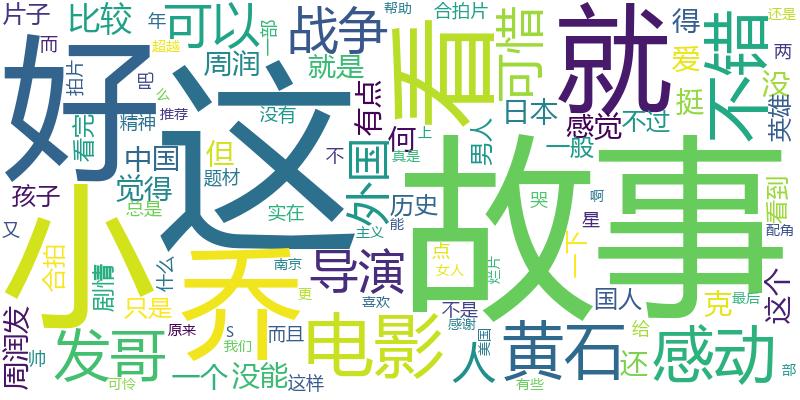 片子
比较
可以
战争
看
可惜
就
得
不错
两
还是
帮助
合拍片
年
一部
而
超越
周润
就是
爱
没
好
这
拍片
吧
么
推荐
没有
有点
何
上
真是
日本
感觉
不过
挺
英雄
看完
精神
中国
但
题材
不
男人
一般
看到
孩子
觉得
总是
实在
外国
历史
能
主义
故事
哭
啊
星
配角
又
小
合拍
什么
乔
南京
导演
点
女人
烂片
一下
这个
剧情
只是
更
喜欢
不是
国人
克
最后
周润发
帅
发哥
原来
s
我们
而且
电影
感谢
美国
人
黄石
给
还
感动
可怜
一个
没能
这样
有些
部